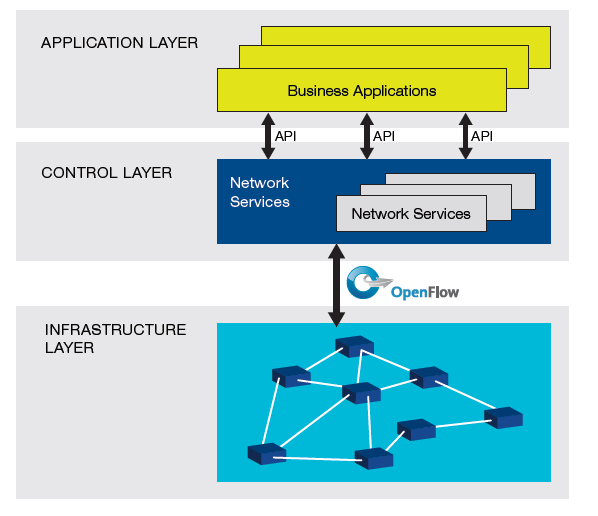 APPLICATION LAYER
Business Applications
API
API
API
CONTROL LAYER
Network
Services
Network Services
OpenFlow
INFRASTRUCTURE
LAYER